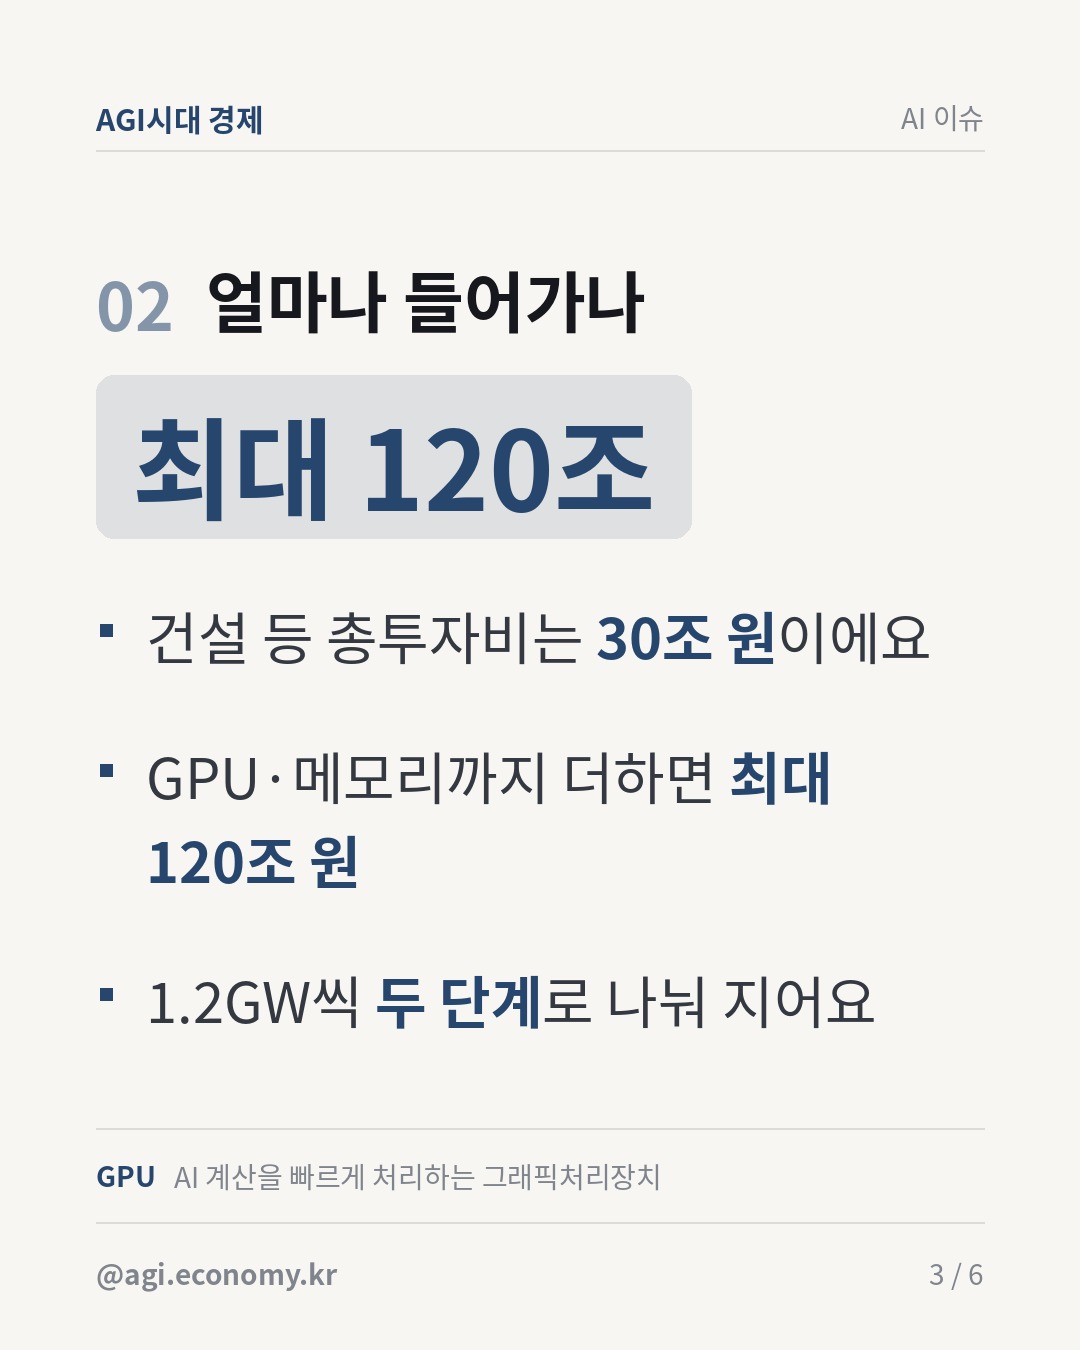 AGI시대 경제
AI 이슈
02 얼마나 들어가나
최대 120조
▪ 건설 등 총투자비는 30조 원이에요
▪ GPU·메모리까지 더하면 최대
120조 원
▪ 1.2GW씩 두 단계로 나눠 지어요
GPU AI 계산을 빠르게 처리하는 그래픽처리장치
@agi.economy.kr
3 / 6